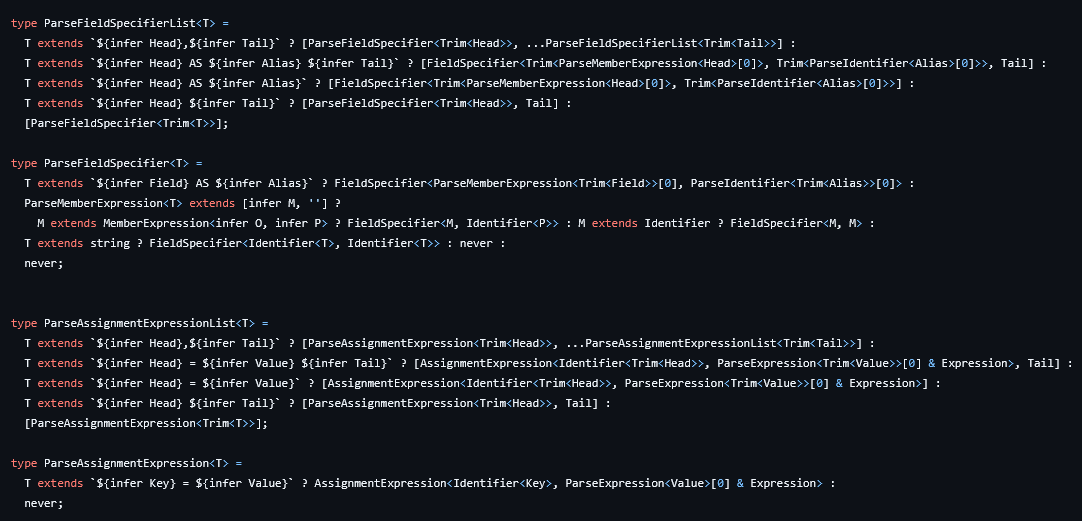 type ParseFieldSpecifierList<T> =
  T extends `${infer Head},${infer Tail}` ? [ParseFieldSpecifier<Trim<Head>>, ...ParseFieldSpecifierList<Trim<Tail>>] :
  T extends `${infer Head} AS ${infer Alias} ${infer Tail}` ? [FieldSpecifier<Trim<ParseMemberExpression<Head>[0]>, Trim<ParseIdentifier<Alias>[0]>>, Tail] :
  T extends `${infer Head} AS ${infer Alias}` ? [FieldSpecifier<Trim<ParseMemberExpression<Head>[0]>, Trim<ParseIdentifier<Alias>[0]>>] :
  T extends `${infer Head} ${infer Tail}` ? [ParseFieldSpecifier<Trim<Head>>, Tail] :
  [ParseFieldSpecifier<Trim<T>>];

type ParseFieldSpecifier<T> =
  T extends `${infer Field} AS ${infer Alias}` ? FieldSpecifier<ParseMemberExpression<Trim<Field>>[0], ParseIdentifier<Trim<Alias>>[0]> :
  ParseMemberExpression<T> extends [infer M, ''] ?
    M extends MemberExpression<infer O, infer P> ? FieldSpecifier<M, Identifier<P>> : M extends Identifier ? FieldSpecifier<M, M> :
  T extends string ? FieldSpecifier<Identifier<T>, Identifier<T>> : never :
  never;

type ParseAssignmentExpressionList<T> =
  T extends `${infer Head},${infer Tail}` ? [ParseAssignmentExpression<Trim<Head>>, ...ParseAssignmentExpressionList<Trim<Tail>>] :
  T extends `${infer Head} = ${infer Value} ${infer Tail}` ? [AssignmentExpression<Identifier<Trim<Head>>, ParseExpression<Trim<Value>>[0] & Expression>, Tail] :
  T extends `${infer Head} = ${infer Value}` ? [AssignmentExpression<Identifier<Trim<Head>>, ParseExpression<Trim<Value>>[0] & Expression>] :
  T extends `${infer Head} ${infer Tail}` ? [ParseAssignmentExpression<Trim<Head>>, Tail] :
  [ParseAssignmentExpression<Trim<T>>];

type ParseAssignmentExpression<T> =
  T extends `${infer Key} = ${infer Value}` ? AssignmentExpression<Identifier<Key>, ParseExpression<Value>[0] & Expression> :
  never;